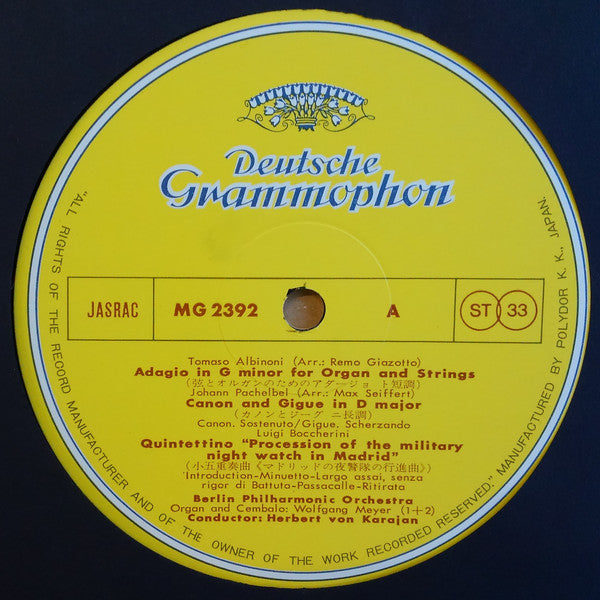 Deutsche
Grammophon
JASRAC MG 2392 A ST 33
Tomaso Albinoni (Arr.: Remo Giazotto)
Adagio in G minor for Organ and Strings
(弦とオルガンのためのアダージョ ト短調)
Johann Pachelbel (Arr.: Max Seiffert)
Canon and Gigue in D major
(カノンとジーグ ニ長調)
Canon. Sostenuto/Gigue. Scherzando
Luigi Boccherini
Quintettino "Procession of the military
night watch in Madrid"
(小五重奏曲《マドリッドの夜警隊の行進曲》)
Introduction-Minuetto-Largo assai, senza
rigor di Battuto-Passacalle-Ritirata
Berlin Philharmonic Orchestra
Organ and Cembalo: Wolfgang Meyer (1+2)
Conductor: Herbert von Karajan
"ALL RIGHTS OF THE RECORD MANUFACTURER AND OF THE OWNER OF THE WORK RECORDED RESERVED," MANUFACTURED BY POLYDOR K. K., JAPAN.